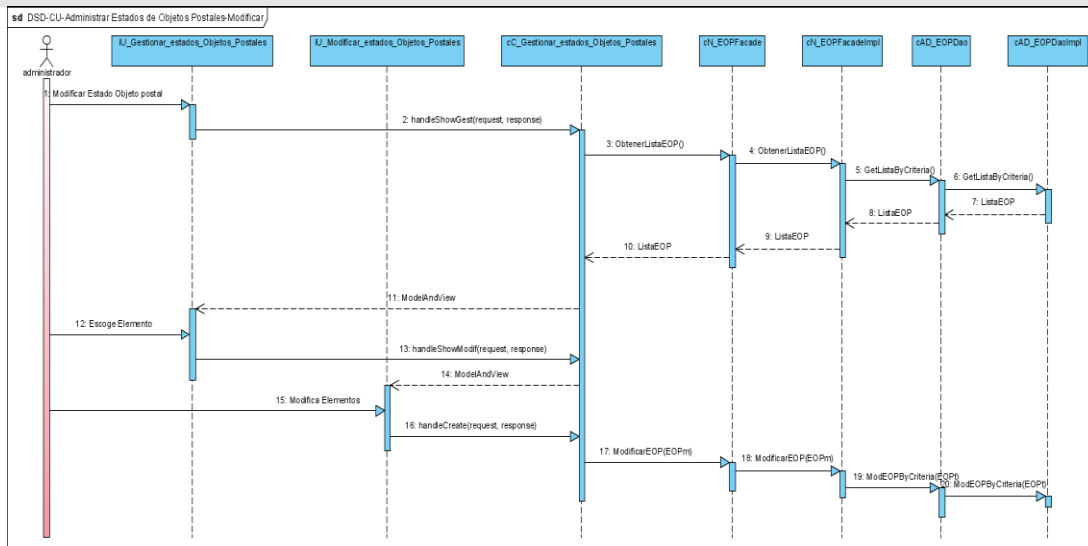 sd DSD-CU-Administrar Estados de Objetos Postales-Modificar
administrador
iU_Gestionar_estados_Objetos_Postales
iU_Modificar_estados_Objetos_Postales
cC_Gestionar_estados_Objetos_Postales
cN_EOPFacade
cN_EOPFacadeImpl
cAD_EOPDao
cAD_EOPDaoImpl
1: Modificar Estado Objeto postal
2: handleShowGest(request, response)
3: ObtenerListaEOP()
4: ObtenerListaEOP()
5: GetListaByCriteria()
6: GetListaByCriteria()
7: ListaEOP
8: ListaEOP
9: ListaEOP
10: ListaEOP
11: ModelAndView
12: Escoge Elemento
13: handleShowModif(request, response)
14: ModelAndView
15: Modifica Elementos
16: handleCreate(request, response)
17: ModificarEOP(EOPm)
18: ModificarEOP(EOPm)
19: ModEOPByCriteria(EOPt)
20: ModEOPByCriteria(EOPt)